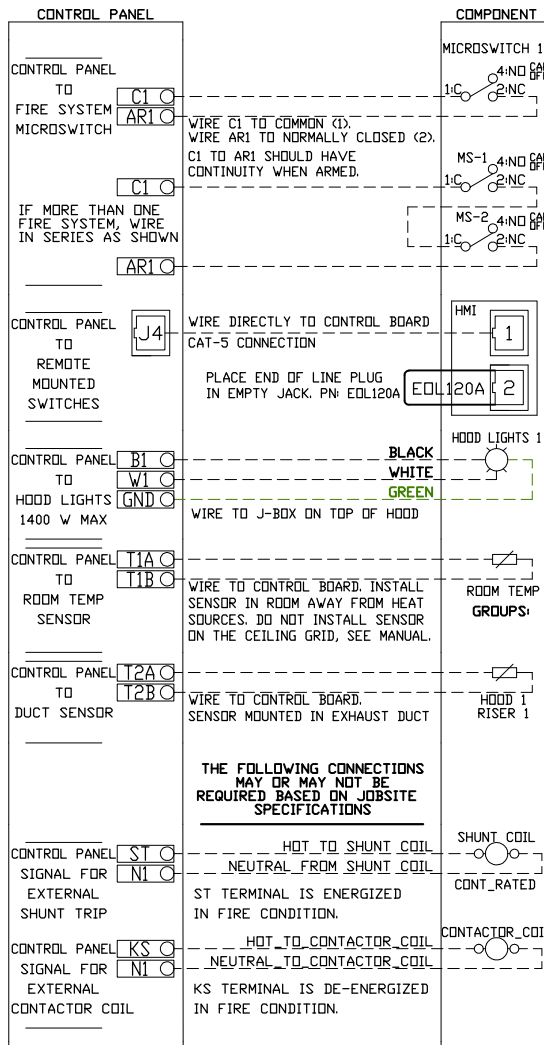 CONTROL PANEL
COMPONENT
MICROSWITCH 1
CONTROL PANEL
TO
FIRE SYSTEM
MICROSWITCH
C1
AR1
1:C
4:NO
2:NC
WIRE C1 TO COMMON (1).
WIRE AR1 TO NORMALLY CLOSED (2).
C1 TO AR1 SHOULD HAVE
CONTINUITY WHEN ARMED.
C1
MS-1
4:NO
1:C
2:NC
IF MORE THAN ONE
FIRE SYSTEM, WIRE
IN SERIES AS SHOWN
MS-2
4:NO
1:C
2:NC
AR1
CONTROL PANEL
TO
REMOTE
MOUNTED
SWITCHES
J4
WIRE DIRECTLY TO CONTROL BOARD
CAT-5 CONNECTION
HMI
1
PLACE END OF LINE PLUG
IN EMPTY JACK. PN: EOL120A
EOL120A
2
CONTROL PANEL
TO
HOOD LIGHTS
1400 W MAX
B1
W1
GND
BLACK
WHITE
GREEN
WIRE TO J-BOX ON TOP OF HOOD
HOOD LIGHTS 1
CONTROL PANEL
TO
ROOM TEMP
SENSOR
T1A
T1B
WIRE TO CONTROL BOARD. INSTALL
SENSOR IN ROOM AWAY FROM HEAT
SOURCES. DO NOT INSTALL SENSOR
ON THE CEILING GRID, SEE MANUAL.
ROOM TEMP
GROUPS:
CONTROL PANEL
TO
DUCT SENSOR
T2A
T2B
WIRE TO CONTROL BOARD.
SENSOR MOUNTED IN EXHAUST DUCT
HOOD 1
RISER 1
THE FOLLOWING CONNECTIONS
MAY OR MAY NOT BE
REQUIRED BASED ON JOBSITE
SPECIFICATIONS
CONTROL PANEL
SIGNAL FOR
EXTERNAL
SHUNT TRIP
ST
N1
HOT TO SHUNT COIL
NEUTRAL FROM SHUNT COIL
ST TERMINAL IS ENERGIZED
IN FIRE CONDITION.
SHUNT COIL
CONT_RATED
CONTROL PANEL
SIGNAL FOR
EXTERNAL
CONTACTOR COIL
KS
N1
HOT_TO_CONTACTOR_COIL
NEUTRAL_TO_CONTACTOR_COIL
KS TERMINAL IS DE-ENERGIZED
IN FIRE CONDITION.